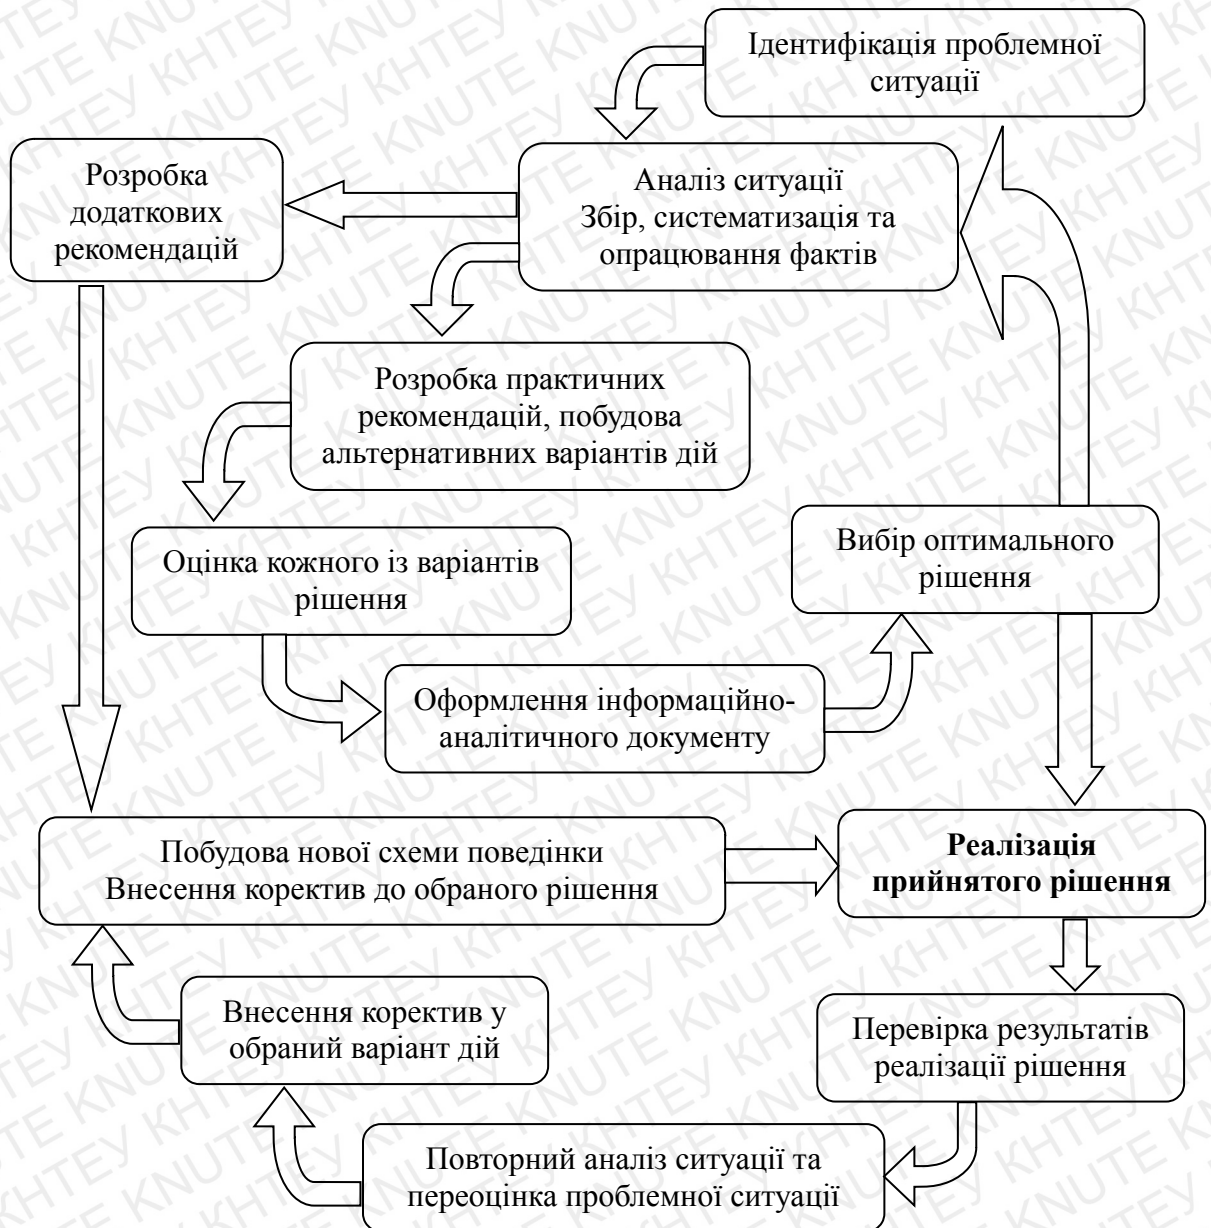 Ідентифікація проблемної
ситуації
Аналіз ситуації
Збір, систематизація та
опрацювання фактів
Розробка
додаткових
рекомендацій
Розробка практичних
рекомендацій, побудова
альтернативних варіантів дій
Оцінка кожного із варіантів
рішення
Вибір оптимального
рішення
Оформлення інформаційно-
аналітичного документу
Побудова нової схеми поведінки
Внесення коректив до обраного рішення
Реалізація
прийнятого рішення
Внесення коректив у
обраний варіант дій
Перевірка результатів
реалізації рішення
Повторний аналіз ситуації та
переоцінка проблемної ситуації
KNUTE КНТЕУ